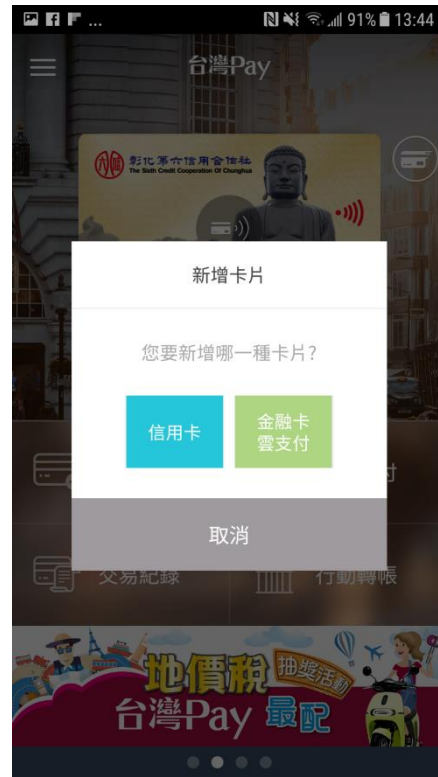 91% 13:44
台灣Pay
彰化第六信用合作社
The Sixth Credit Cooperation Of Changhua
新增卡片
您要新增哪一種卡片?
信用卡
金融卡
雲支付
付
取消
交易紀錄
行動轉帳
地價稅 抽獎活動
台灣Pay 最配